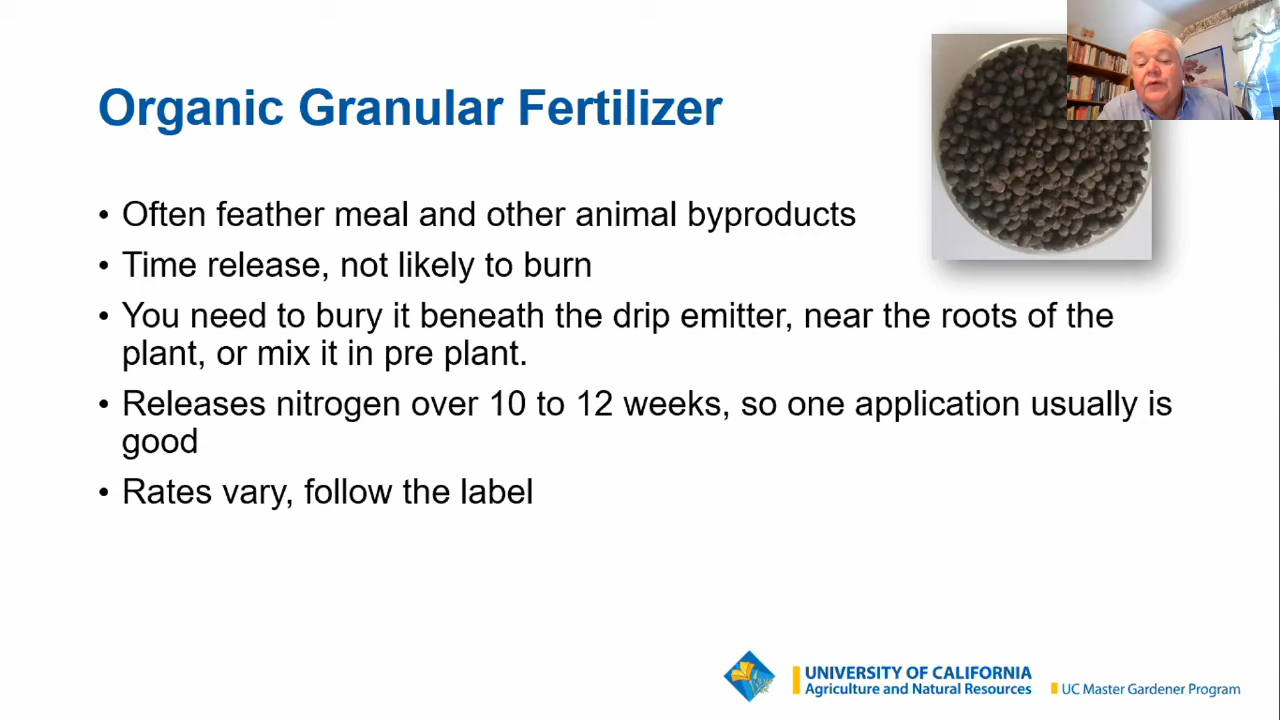 Organic Granular Fertilizer
• Often feather meal and other animal byproducts
• Time release, not likely to burn
• You need to bury it beneath the drip emitter, near the roots of the
plant, or mix it in pre plant.
• Releases nitrogen over 10 to 12 weeks, so one application usually is
good
• Rates vary, follow the label
UNIVERSITY OF CALIFORNIA
Agriculture and Natural Resources
UC Master Gardener Program